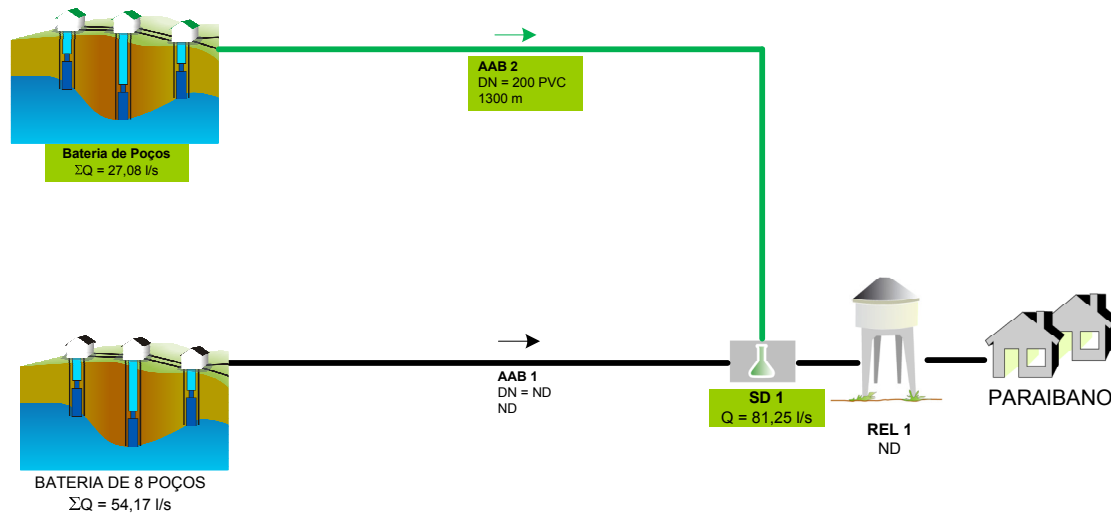 AAB 2
DN = 200 PVC
1300 m
Bateria de Poços
ΣQ = 27,08 l/s
AAB 1
DN = ND
ND
SD 1
Q = 81,25 l/s
REL 1
ND
PARAIBANO
BATERIA DE 8 POÇOS
ΣQ = 54,17 l/s